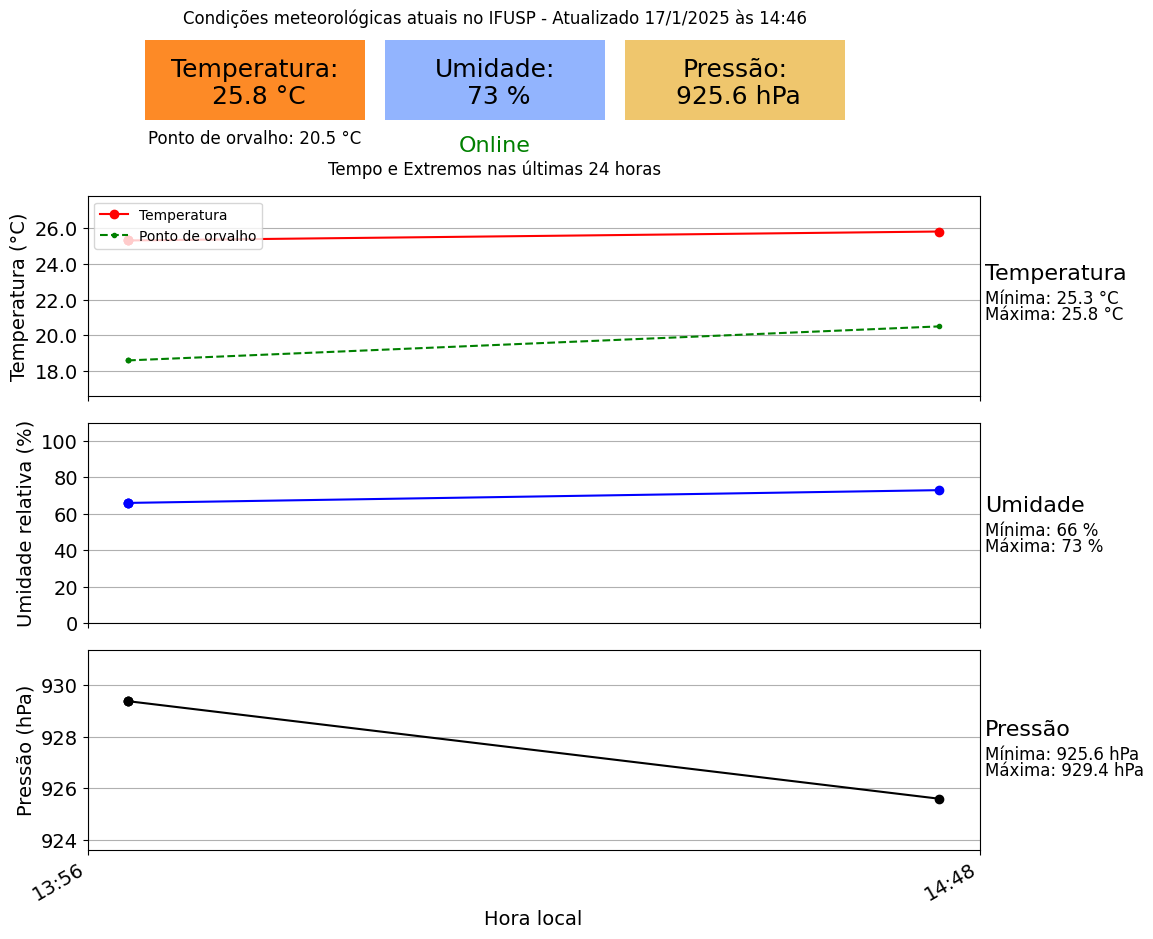 Condições meteorológicas atuais no IFUSP - Atualizado 17/1/2025 às 14:46
Temperatura:
25.8 °C
Umidade:
73 %
Pressão:
925.6 hPa
Ponto de orvalho: 20.5 °C
Online
Tempo e Extremos nas últimas 24 horas
Temperatura (°C)
26.0
24.0
22.0
20.0
18.0
Temperatura
Ponto de orvalho
Temperatura
Mínima: 25.3 °C
Máxima: 25.8 °C
Umidade relativa (%)
100
80
60
40
20
0
Umidade
Mínima: 66 %
Máxima: 73 %
Pressão (hPa)
930
928
926
924
Pressão
Mínima: 925.6 hPa
Máxima: 929.4 hPa
13:56
14:48
Hora local